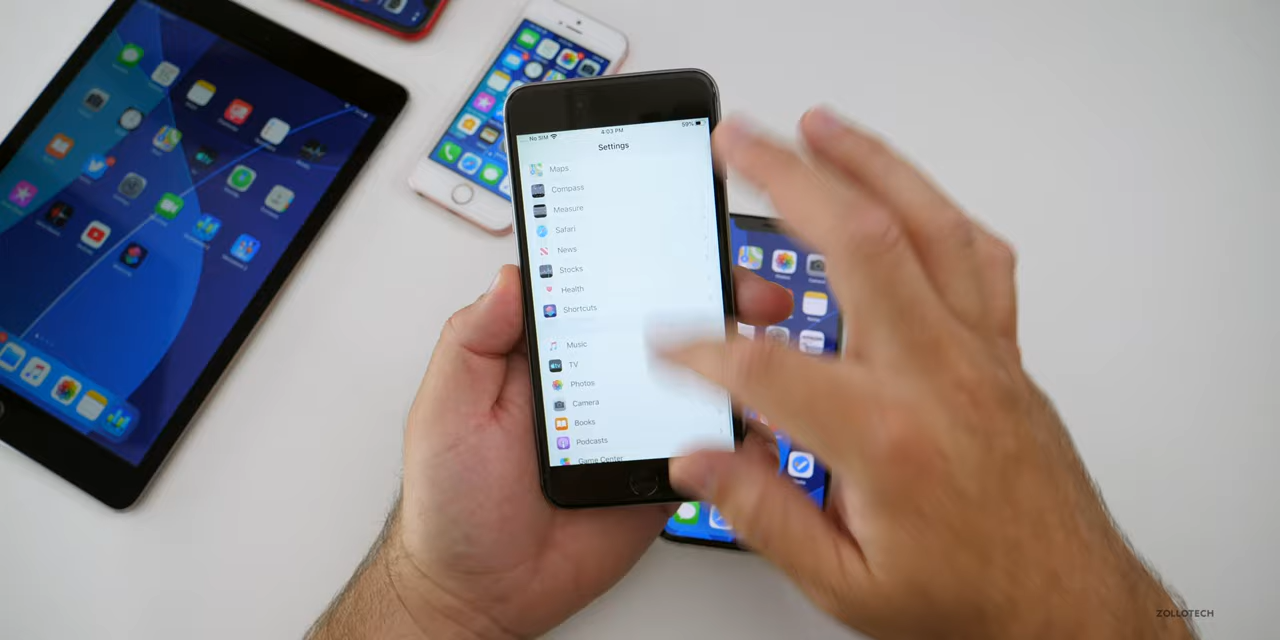 No SIM
4:03 PM
59%
Settings
Maps
Compass
Measure
Safari
News
Stocks
Health
Shortcuts
Music
TV
Photos
Camera
Books
Podcasts
Game Center
ZOLLOTECH